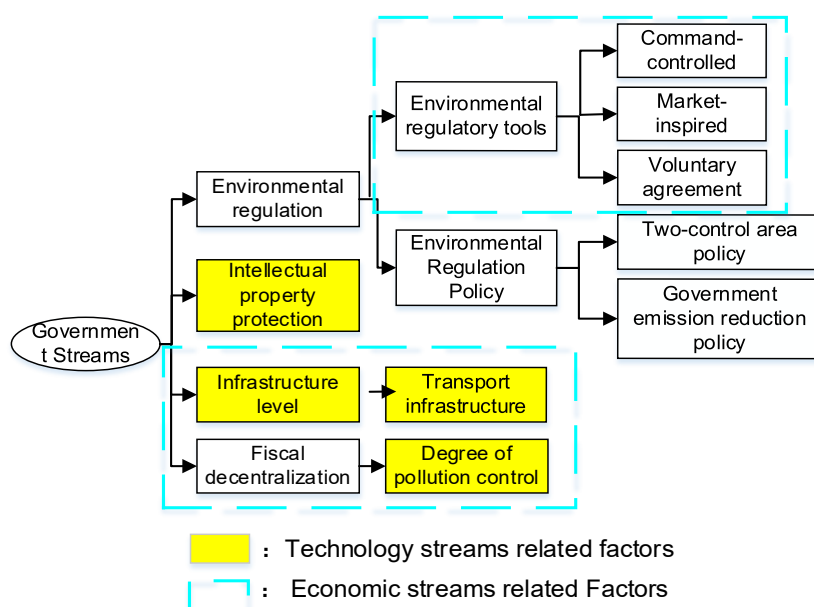 Command-
controlled
Environmental
regulatory tools
Market-
inspired
Voluntary
agreement
Environmental
regulation
Environmental
Regulation
Policy
Two-control area
policy
Government
emission reduction
policy
Intellectual
property
protection
Governmen
t Streams
Infrastructure
level
Transport
infrastructure
Fiscal
decentralization
Degree of
pollution control
： Technology streams related factors
： Economic streams related Factors